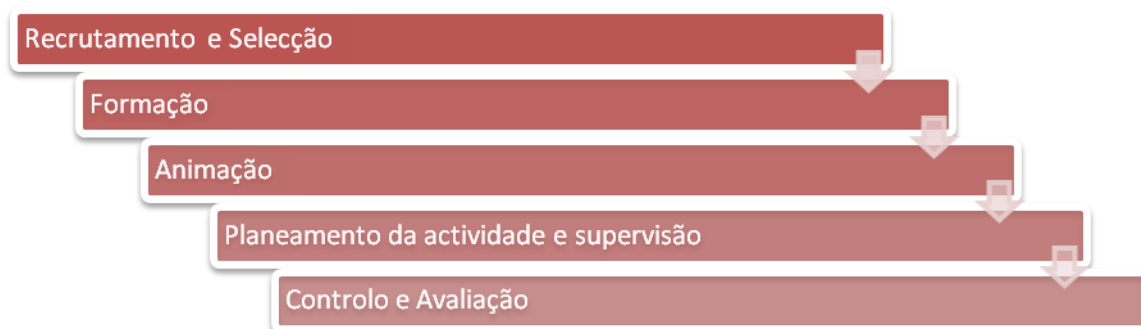 Recrutamento e Selecção
Formação
Animação
Planeamento da actividade e supervisão
Controlo e Avaliação